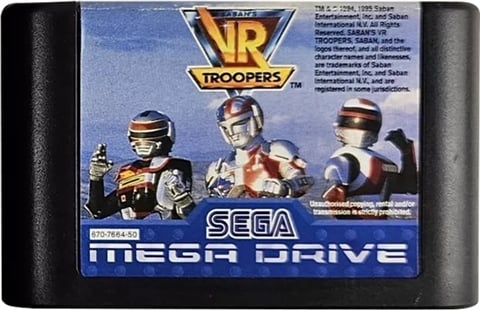 SABAN'S
VR
TROOPERS
TM
TM & © 1994, 1995 Saban
Entertainment, Inc. and Saban
International N.V. All Rights
Reserved. SABAN'S VR
TROOPERS, SABAN, and the
logos thereof, and all distinctive
character names and likenesses,
are trademarks of Saban
Entertainment, Inc. and Saban
International N.V., and are
registered in some jurisdictions.
Unauthorised copying, rental and/or
transmission is strictly prohibited.
670-7664-50
SEGA
MEGA DRIVE